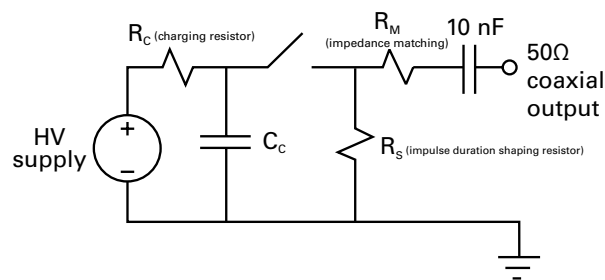 R_C (charging resistor)
R_M
(impedance matching)
10 nF
50Ω
coaxial
output
HV
supply
+
–
C_C
R_S (impulse duration shaping resistor)